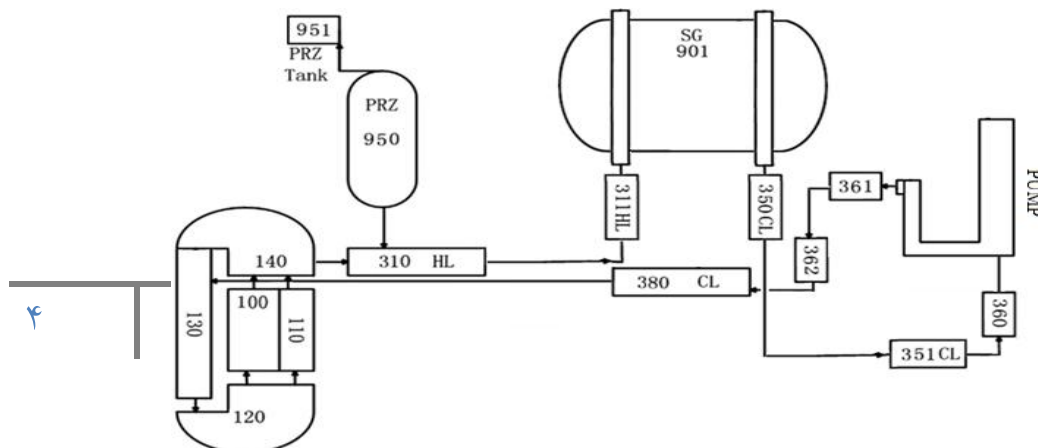 951
PRZ
Tank
PRZ
950
SG
901
311HL
350CL
361
362
PUMP
140
310 HL
380 CL
100
110
130
360
351CL
120
۴